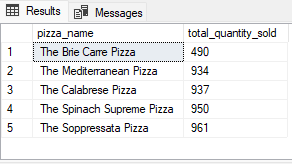 Results Messages
pizza_name total_quantity_sold
1 The Brie Carre Pizza 490
2 The Mediterranean Pizza 934
3 The Calabrese Pizza 937
4 The Spinach Supreme Pizza 950
5 The Soppressata Pizza 961